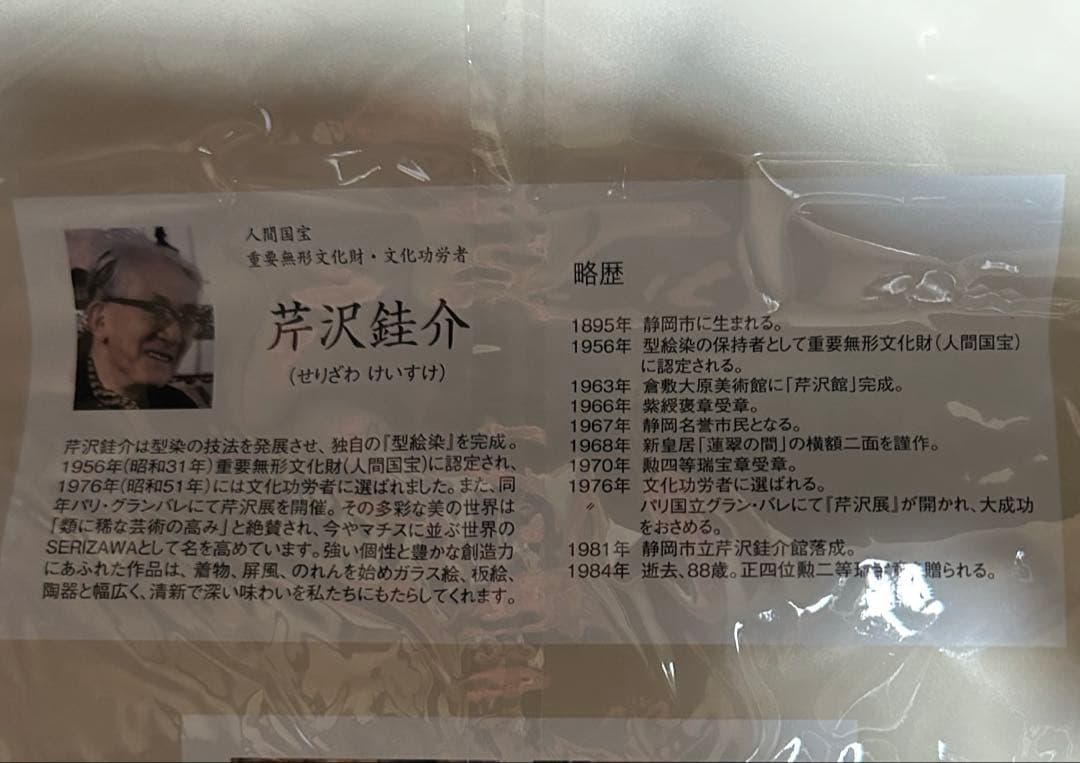 人間国宝
重要無形文化財・文化功労者
芹沢銈介
(せりざわ けいすけ)
芹沢銈介は型染の技法を発展させ、独自の『型絵染』を完成。
1956年(昭和31年)重要無形文化財(人間国宝)に認定され、
1976年(昭和51年)には文化功労者に選ばれました。また、同
年パリ・グランパレにて芹沢展を開催。その多彩な美の世界は
「類に稀な芸術の高み」と絶賛され、今やマチスに並ぶ世界の
SERIZAWAとして名を高めています。強い個性と豊かな創造力
にあふれた作品は、着物、屏風、のれんを始めガラス絵、板絵、
陶器と幅広く、清新で深い味わいを私たちにもたらしてくれます。
略歴
1895年 静岡市に生まれる。
1956年 型絵染の保持者として重要無形文化財(人間国宝)
に認定される。
1963年 倉敷大原美術館に「芹沢館」完成。
1966年 紫綬褒章受章。
1967年 静岡名誉市民となる。
1968年 新皇居「蓮翠の間」の横額二面を謹作。
1970年 勲四等瑞宝章受章。
1976年 文化功労者に選ばれる。
〃 パリ国立グラン・パレにて『芹沢展』が開かれ、大成功
をおさめる。
1981年 静岡市立芹沢銈介館落成。
1984年 逝去、88歳。正四位勲二等瑞 贈られる。